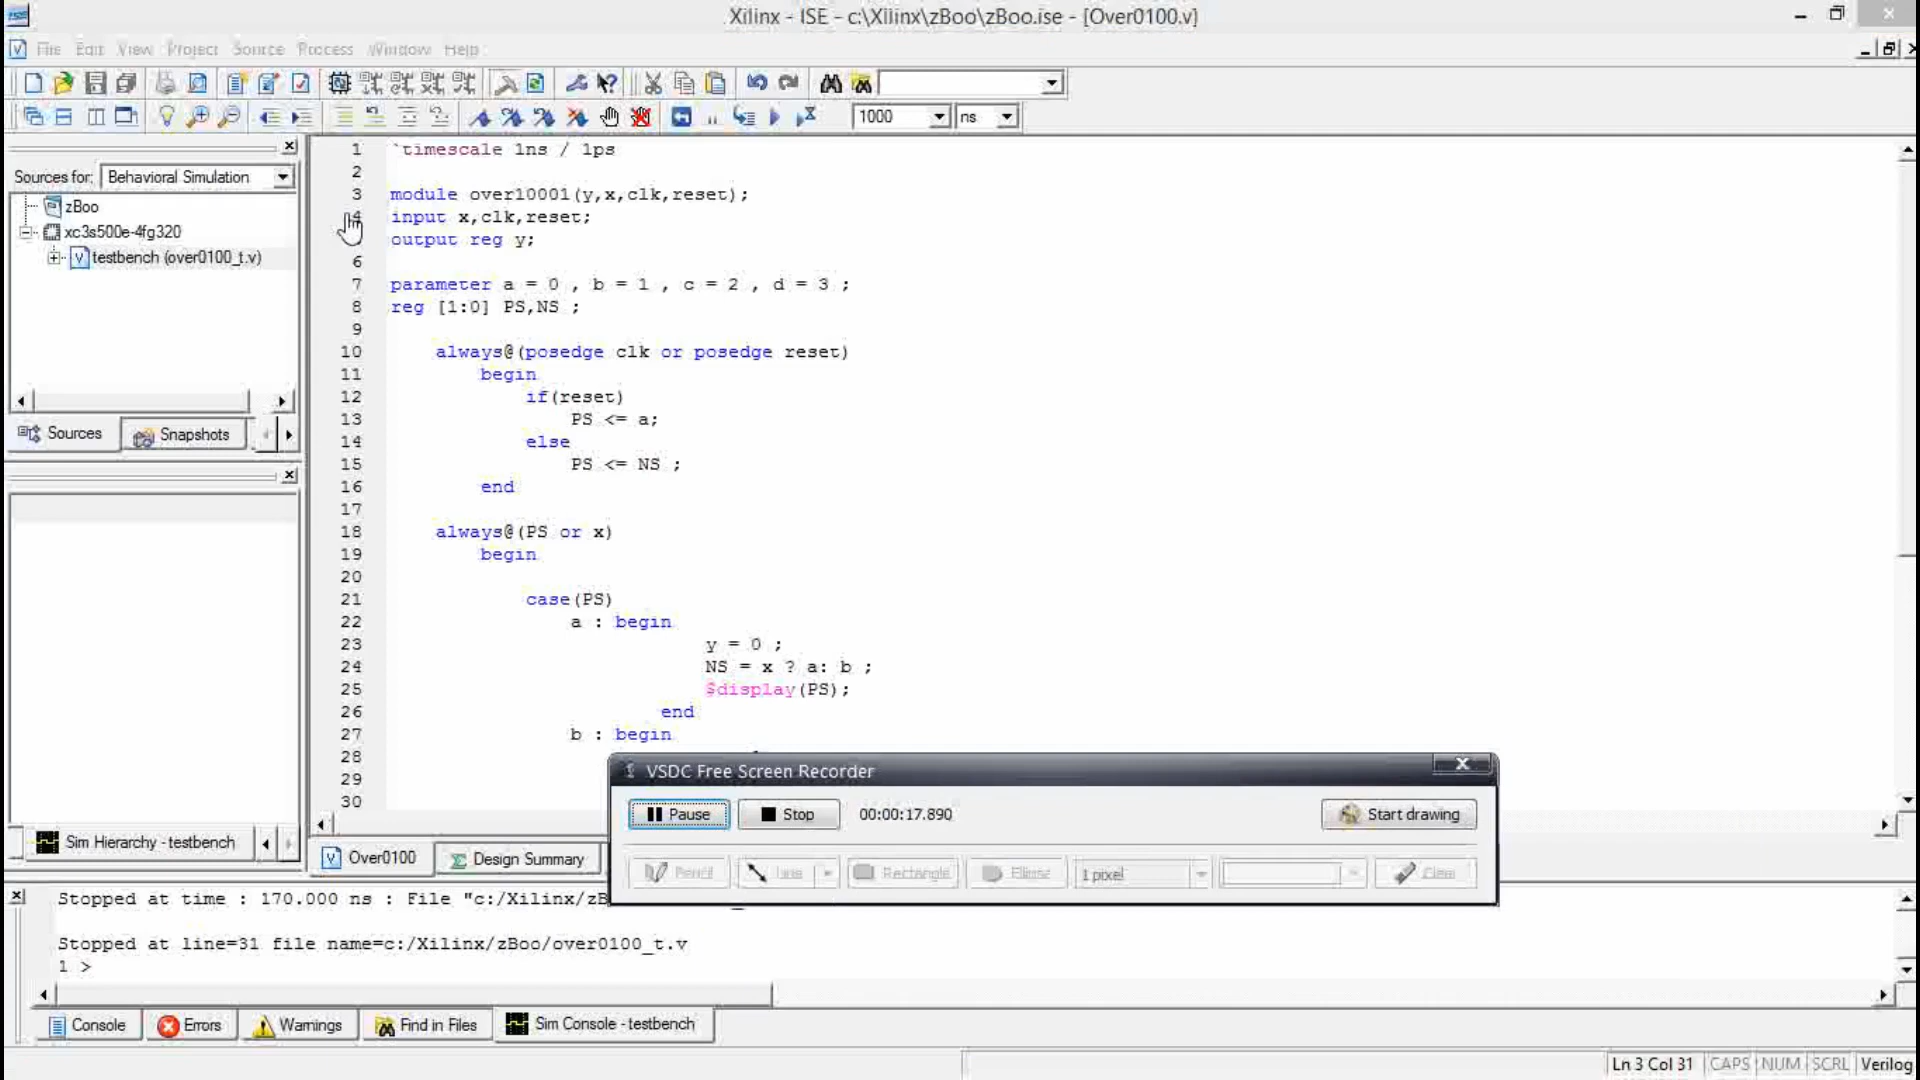 Xilinx - ISE - c:\Xilinx\zBoo\zBoo.ise - [Over0100.v]
File Edit View Project Source Process Window Help
1000 ns
Sources for: Behavioral Simulation
zBoo
xc3s500e-4fg320
testbench (over0100_t.v)
Sources Snapshots
Sim Hierarchy - testbench
1 `timescale 1ns / 1ps
2
3 module over10001(y,x,clk,reset);
4 input x,clk,reset;
output reg y;
6
7 parameter a = 0 , b = 1 , c = 2 , d = 3 ;
8 reg [1:0] PS,NS ;
9
10 always@(posedge clk or posedge reset)
11 begin
12 if(reset)
13 PS <= a;
14 else
15 PS <= NS ;
16 end
17
18 always@(PS or x)
19 begin
20
21 case(PS)
22 a : begin
23 y = 0 ;
24 NS = x ? a: b ;
25 $display(PS);
26 end
27 b : begin
28
29
30
Over0100 Design Summary
VSDC Free Screen Recorder
Pause Stop 00:00:17.890 Start drawing
Pencil Line Rectangle Ellipse 1 pixel Clear
Stopped at time : 170.000 ns : File "c:/Xilinx/zB
Stopped at line=31 file name=c:/Xilinx/zBoo/over0100_t.v
1 >
Console Errors Warnings Find in Files Sim Console - testbench
Ln 3 Col 31 CAPS NUM SCRL Verilog